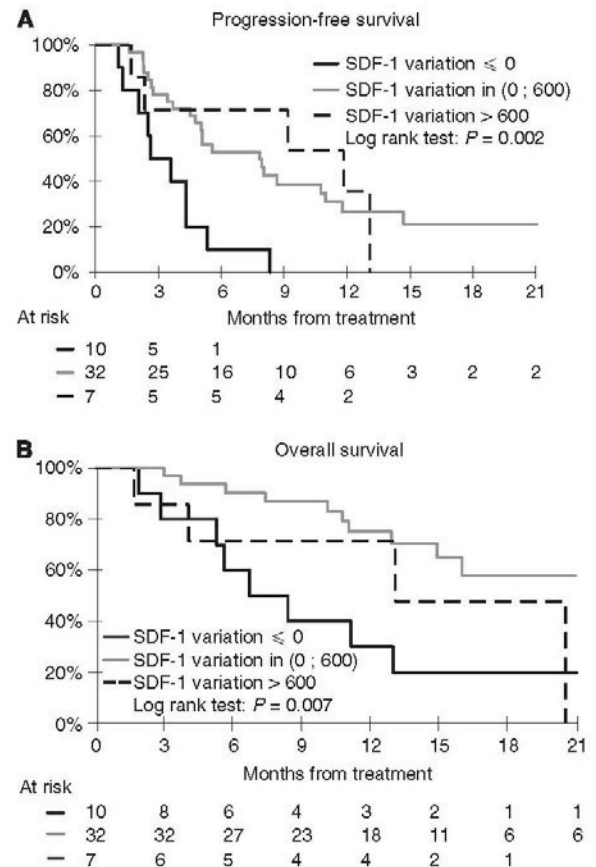 A
Progression-free survival
100%
80%
60%
40%
20%
0%
SDF-1 variation ⩽ 0
SDF-1 variation in (0 ; 600)
SDF-1 variation > 600
Log rank test: P = 0.002
0 3 6 9 12 15 18 21
Months from treatment
At risk
10 5 1
32 25 16 10 6 3 2 2
7 5 5 4 2
B
Overall survival
100%
80%
60%
40%
20%
0%
SDF-1 variation ⩽ 0
SDF-1 variation in (0 ; 600)
SDF-1 variation > 600
Log rank test: P = 0.007
0 3 6 9 12 15 18 21
Months from treatment
At risk
10 8 6 4 3 2 1 1
32 32 27 23 18 11 6 6
7 6 5 4 4 2 1